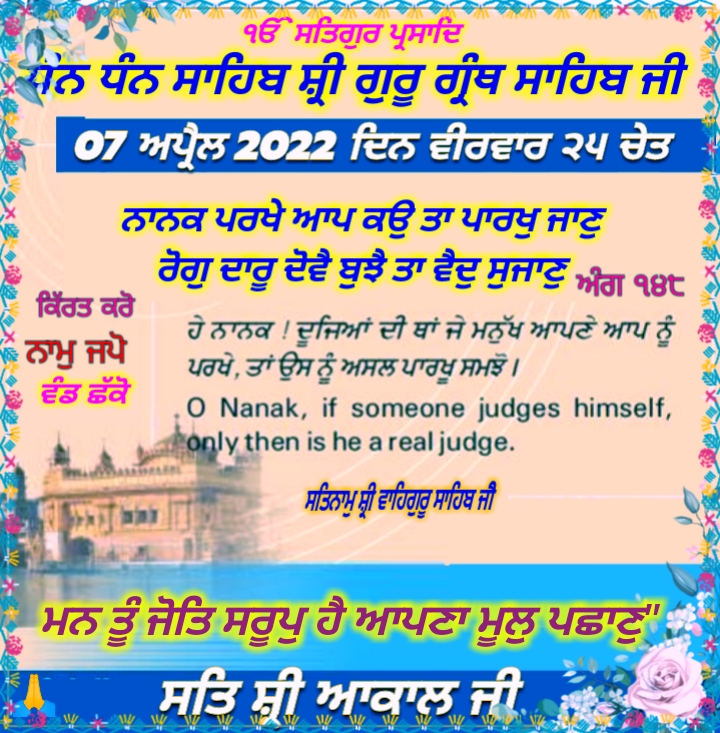 ੴ ਸਤਿਗੁਰ ਪ੍ਰਸਾਦਿ
ਧੰਨ ਧੰਨ ਸਾਹਿਬ ਸ਼੍ਰੀ ਗੁਰੂ ਗ੍ਰੰਥ ਸਾਹਿਬ ਜੀ
07 ਅਪ੍ਰੈਲ 2022 ਦਿਨ ਵੀਰਵਾਰ ੨੫ ਚੇਤ
ਨਾਨਕ ਪਰਖੇ ਆਪ ਕਉ ਤਾ ਪਾਰਖੁ ਜਾਣੁ
ਰੋਗੁ ਦਾਰੂ ਦੋਵੈ ਬੁਝੈ ਤਾ ਵੈਦੁ ਸੁਜਾਣੁ ਅੰਗ ੧੪੮
ਕਿੱਰਤ ਕਰੋ
ਨਾਮੁ ਜਪੋ
ਵੰਡ ਛੱਕੋ
ਹੇ ਨਾਨਕ ! ਦੂਜਿਆਂ ਦੀ ਥਾਂ ਜੇ ਮਨੁੱਖ ਆਪਣੇ ਆਪ ਨੂੰ
ਪਰਖੇ, ਤਾਂ ਉਸ ਨੂੰ ਅਸਲ ਪਾਰਖੂ ਸਮਝੋ।
O Nanak, if someone judges himself,
only then is he a real judge.
ਸਤਿਨਾਮੁ ਸ਼੍ਰੀ ਵਾਹਿਗੁਰੂ ਸਾਹਿਬ ਜੀ
ਮਨ ਤੂੰ ਜੋਤਿ ਸਰੂਪੁ ਹੈ ਆਪਣਾ ਮੂਲੁ ਪਛਾਣੁ"
ਸਤਿ ਸ਼੍ਰੀ ਆਕਾਲ ਜੀ